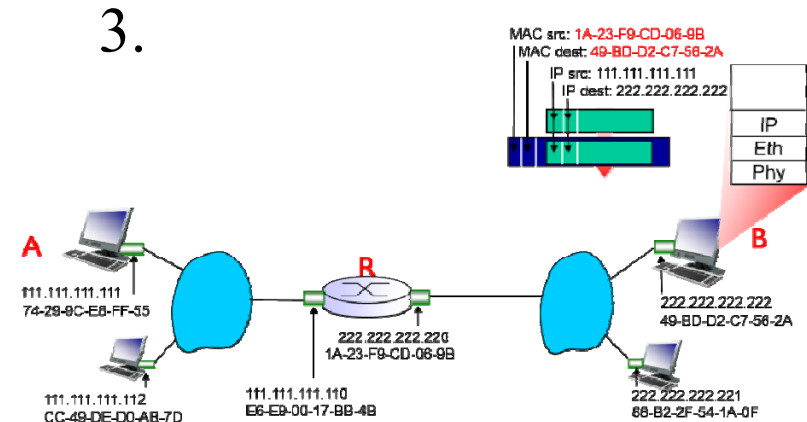 3.
MAC src: 1A-23-F9-CD-06-9B
MAC dest: 49-BD-D2-C7-56-2A
IP src: 111.111.111.111
IP dest: 222.222.222.222
IP
Eth
Phy
A
B
R
111.111.111.111
74-29-9C-E8-FF-55
222.222.222.222
49-BD-D2-C7-56-2A
222.222.222.220
1A-23-F9-CD-06-9B
111.111.111.112
CC-49-DE-D0-AB-7D
111.111.111.110
E6-E9-00-17-BB-4B
222.222.222.221
88-B2-2F-54-1A-0F